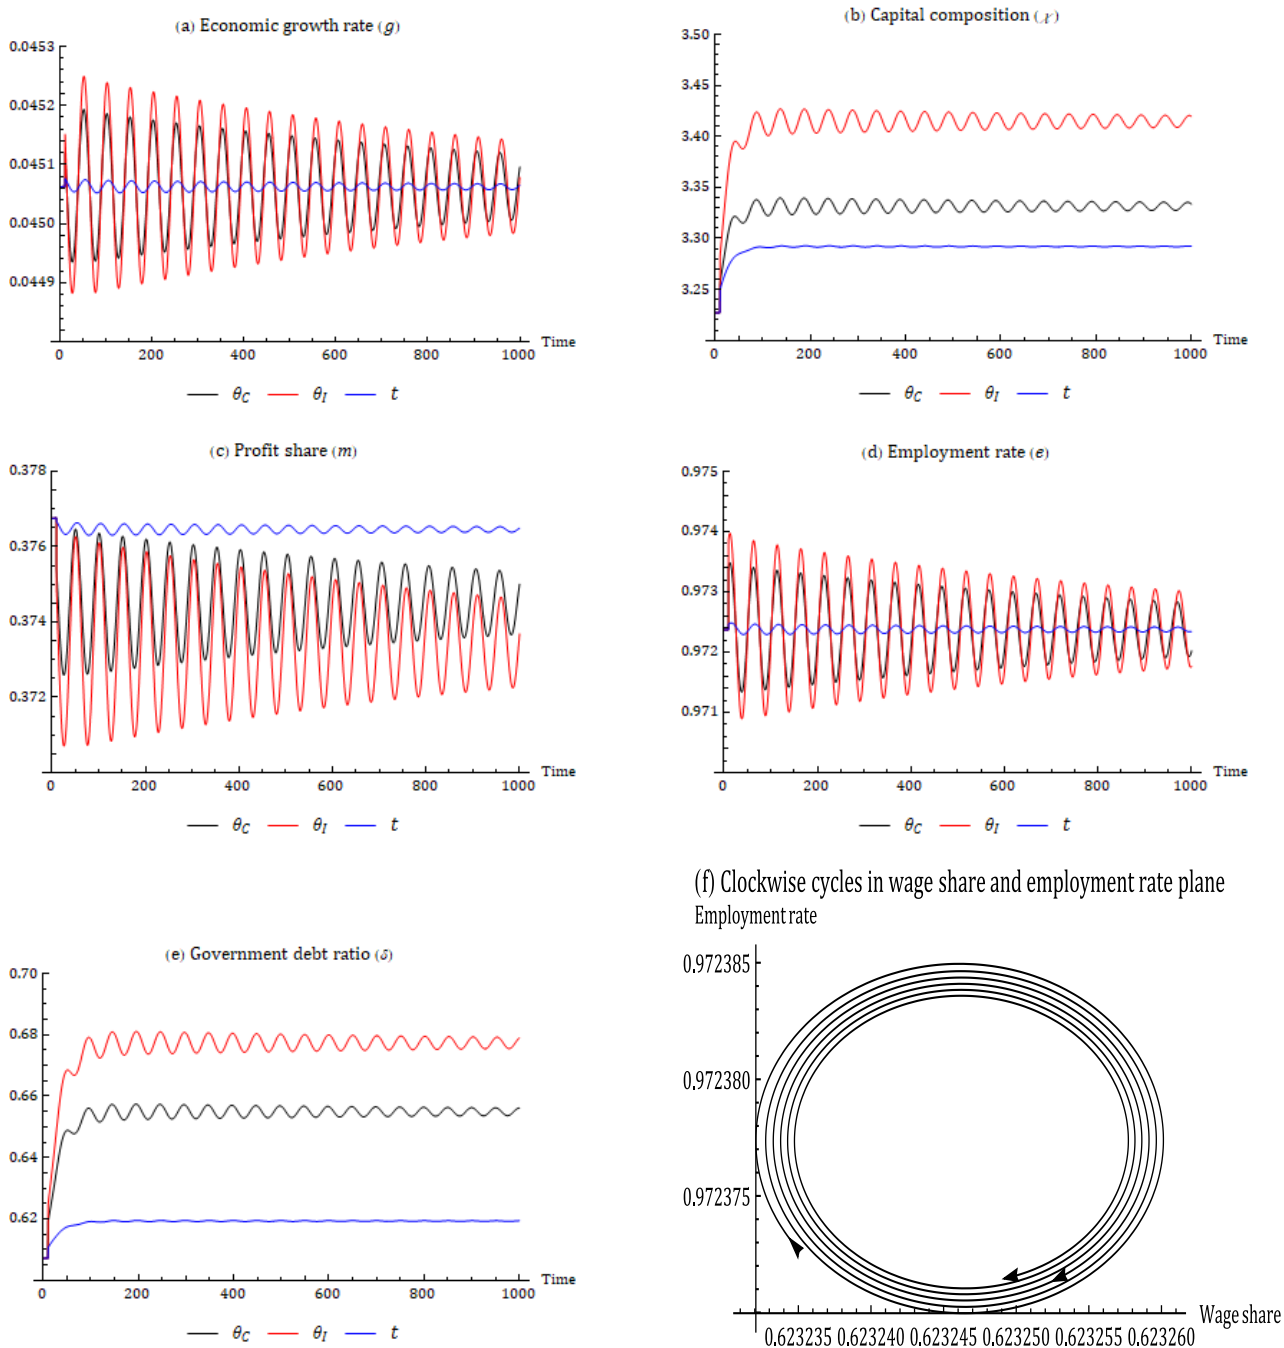 (a) Economic growth rate (g)
0.0453
0.0452
0.0451
0.0450
0.0449
0 200 400 600 800 1000
Time
θC θI t
(b) Capital composition (χ)
3.50
3.45
3.40
3.35
3.30
3.25
0 200 400 600 800 1000
Time
θC θI t
(c) Profit share (m)
0.378
0.376
0.374
0.372
0 200 400 600 800 1000
Time
θC θI t
(d) Employment rate (e)
0.975
0.974
0.973
0.972
0.971
0 200 400 600 800 1000
Time
θC θI t
(e) Government debt ratio (δ)
0.70
0.68
0.66
0.64
0.62
0 200 400 600 800 1000
Time
θC θI t
(f) Clockwise cycles in wage share and employment rate plane
Employment rate
0.972385
0.972380
0.972375
Wage share
0.623235 0.623240 0.623245 0.623250 0.623255 0.623260